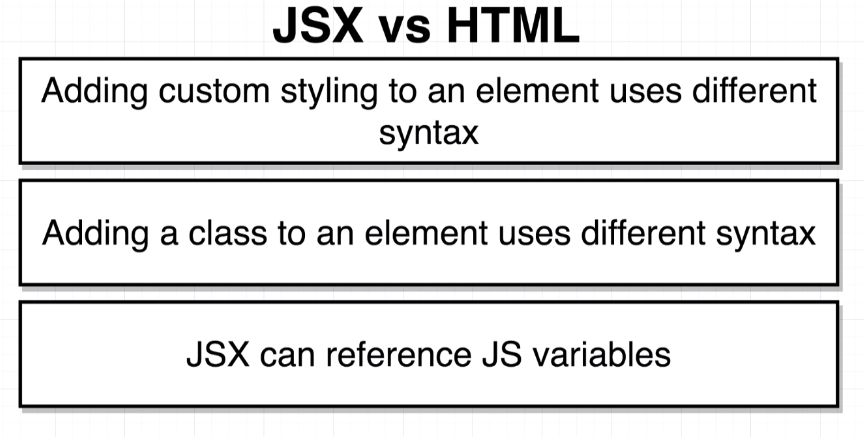 JSX vs HTML
Adding custom styling to an element uses different
syntax
Adding a class to an element uses different syntax
JSX can reference JS variables